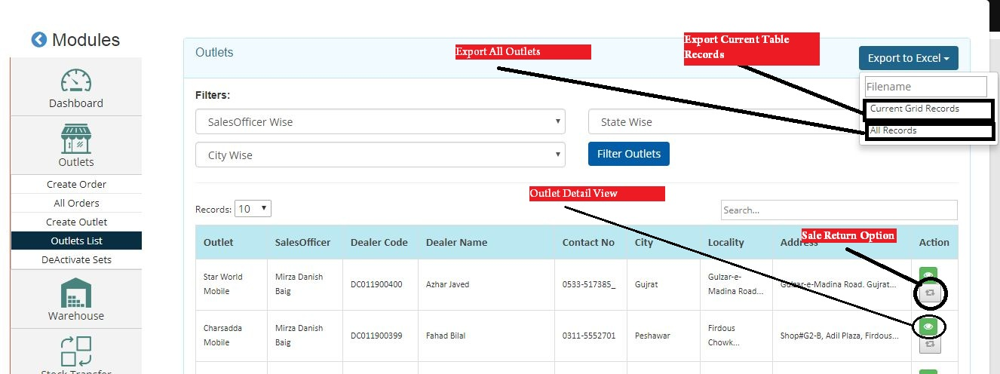 Modules
Dashboard
Outlets
Create Order
All Orders
Create Outlet
Outlets List
DeActivate Sets
Warehouse
Stock Transfer
Outlets
Export All Outlets
Export Current Table
Records
Export to Excel
Filename
Current Grid Records
All Records
Filters:
SalesOfficer Wise
State Wise
City Wise
Filter Outlets
Outlet Detail View
Records: 10
Search...
Sale Return Option
Outlet SalesOfficer Dealer Code Dealer Name Contact No City Locality Address Action
Star World
Mobile
Mirza Danish
Baig
DC011900400
Azhar Javed
0533-517385_
Gujrat
Gulzar-e-
Madina Road...
Gulzar-e-Madina Road. Gujrat...
Charsadda
Mobile
Mirza Danish
Baig
DC011900399
Fahad Bilal
0311-5552701
Peshawar
Firdous
Chowk...
Shop#G2-B, Adil Plaza, Firdous...